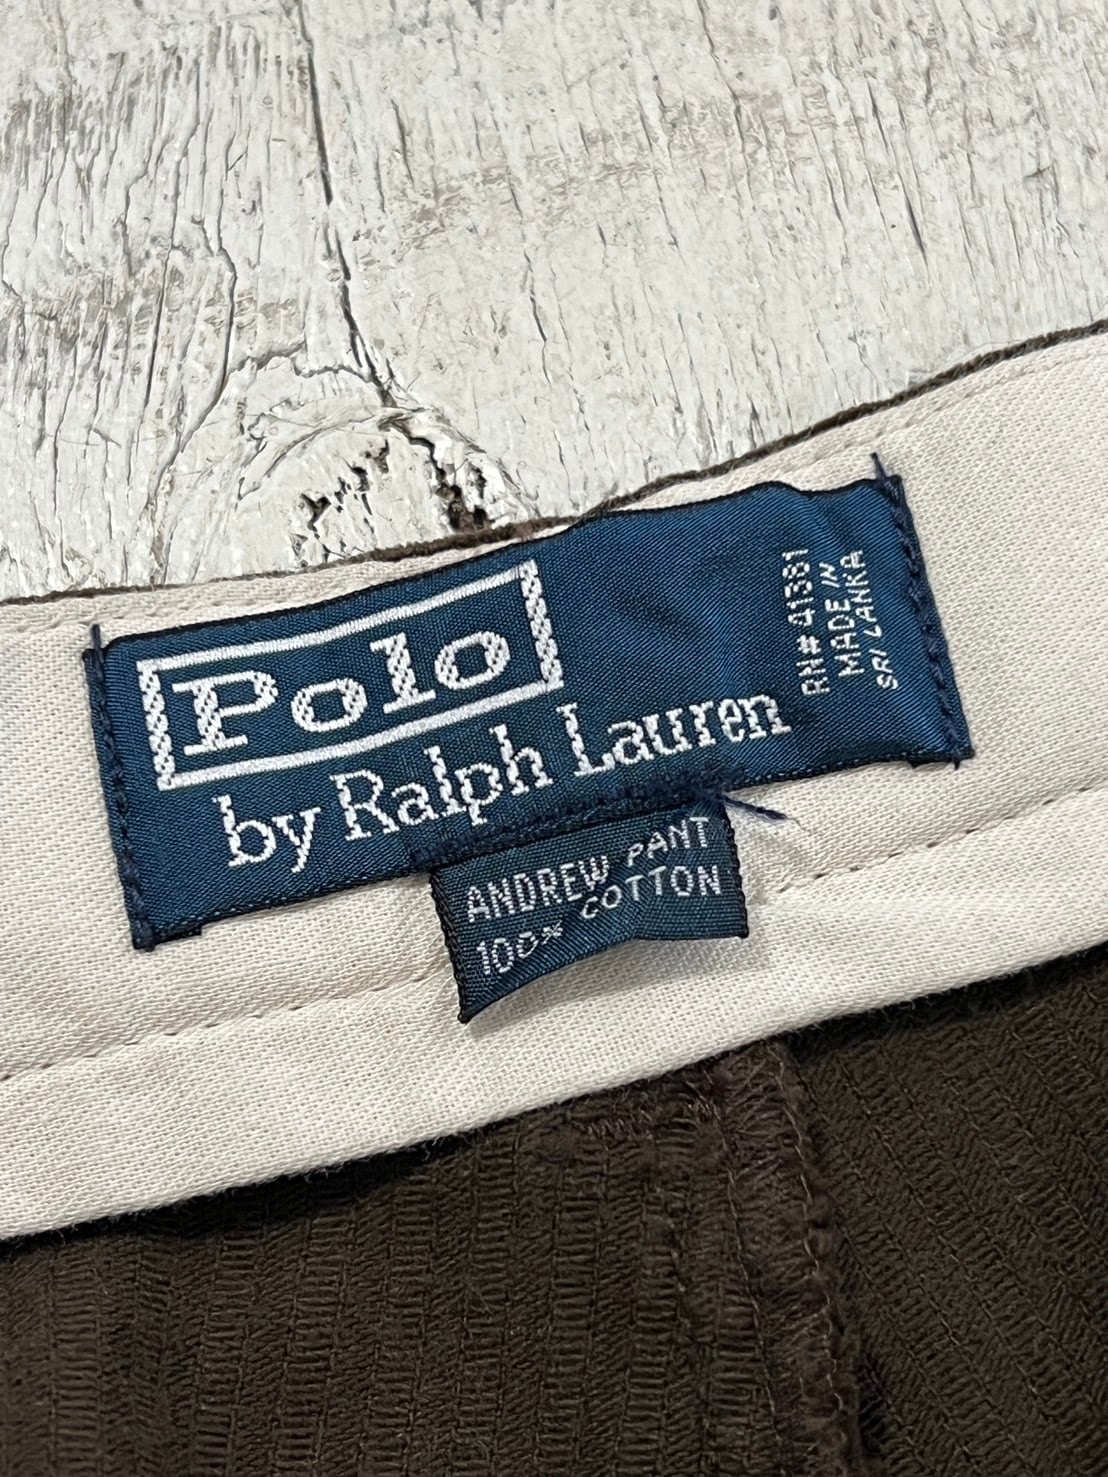 Polo
by Ralph Lauren
RN# 41381
MADE IN
SRI LANKA
ANDREW PANT
100% COTTON